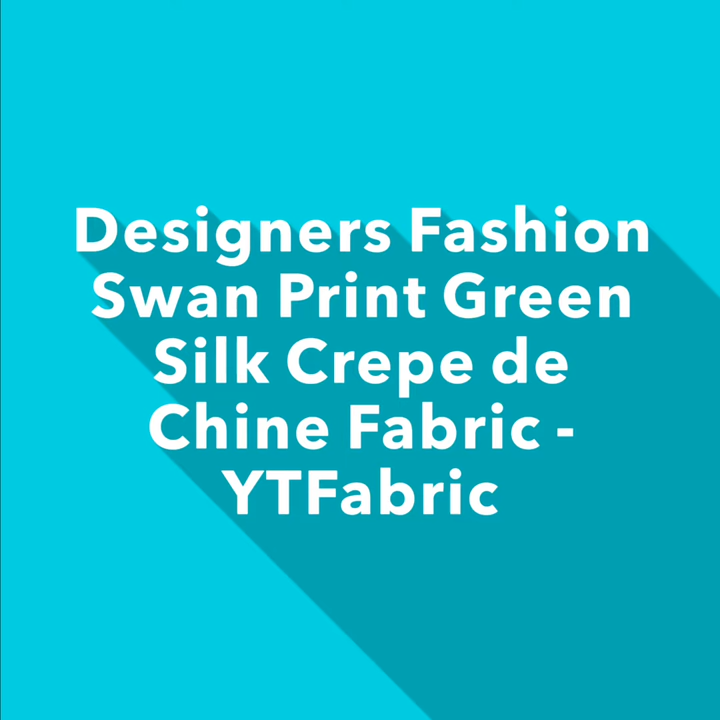 Designers Fashion
Swan Print Green
Silk Crepe de
Chine Fabric -
YTFabric